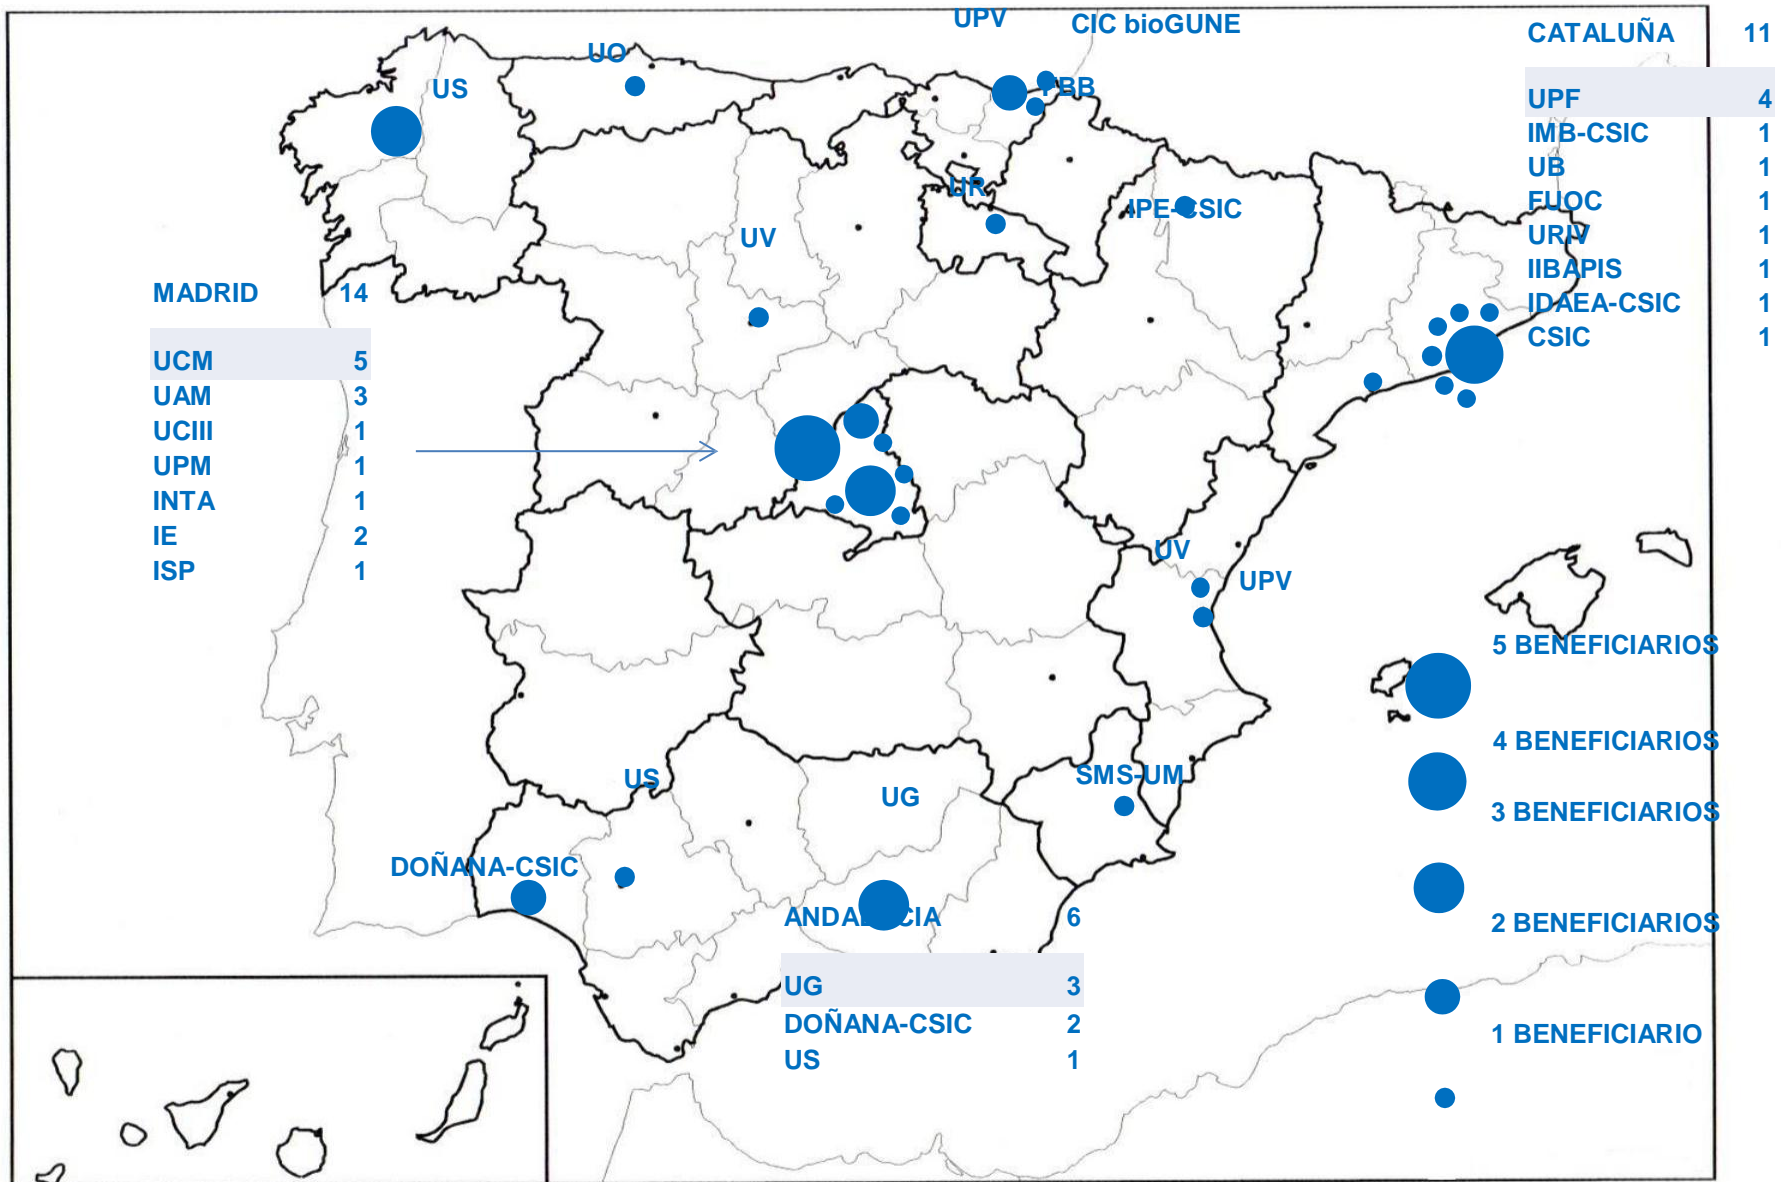 UPV
CIC bioGUNE
UO
US
UR
IPE-CSIC
UV
CATALUÑA 11
UPF 4
IMB-CSIC 1
UB 1
FUOC 1
URIV 1
IIBAPIS 1
IDAEA-CSIC 1
CSIC 1
MADRID 14
UCM 5
UAM 3
UCIII 1
UPM 1
INTA 1
IE 2
ISP 1
UV
UPV
5 BENEFICIARIOS
4 BENEFICIARIOS
3 BENEFICIARIOS
2 BENEFICIARIOS
1 BENEFICIARIO
US
UG
SMS-UM
DOÑANA-CSIC
ANDALUCIA 6
UG 3
DOÑANA-CSIC 2
US 1